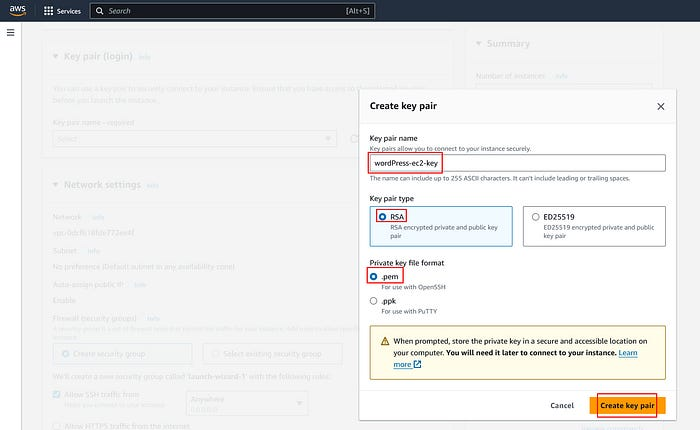 aws
Services
Search
[Alt+S]
Key pair (login) Info
You can use a key pair to securely connect to your instance. Ensure that you have access to the
before you launch the instance.
Key pair name - required
Select
Network settings Info
Network Info
Subnet Info
No preference (Default subnet in any availability zone)
Auto-assign public IP Info
Enable
Firewall (security groups) Info
Create security group
Select existing security group
We'll create a new security group called 'launch-wizard-1' with the following rules:
Allow SSH traffic from
Anywhere
0.0.0.0/0
Allow HTTPS traffic from the internet
Summary
Number of instances Info
Create key pair
Key pair name
Key pairs allow you to connect to your instance securely.
wordPress-ec2-key
The name can include up to 255 ASCII characters. It can't include leading or trailing spaces.
Key pair type
RSA
RSA encrypted private and public key
pair
ED25519
ED25519 encrypted private and public
key pair
Private key file format
.pem
For use with OpenSSH
.ppk
For use with PuTTY
When prompted, store the private key in a secure and accessible location on
your computer. You will need it later to connect to your instance. Learn
more
Cancel
Create key pair